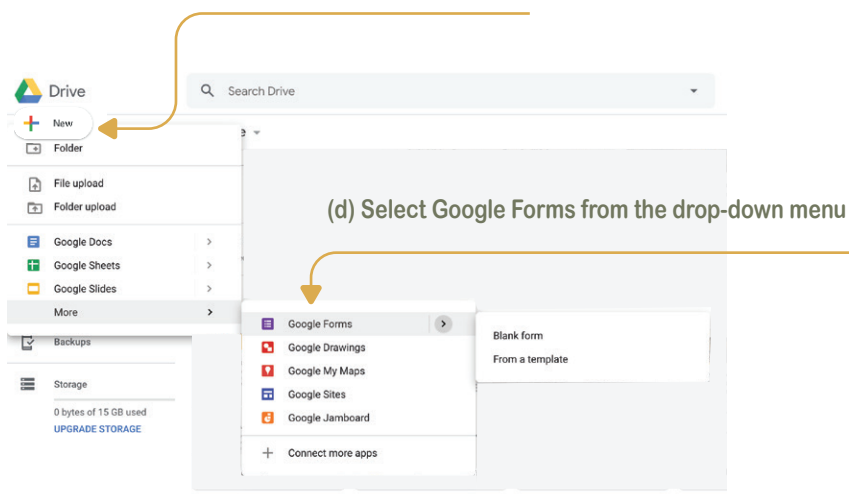 Drive
Search Drive
New
e
Folder
File upload
Folder upload
(d) Select Google Forms from the drop-down menu
Google Docs
Google Sheets
Google Slides
More
Google Forms
Google Drawings
Google My Maps
Google Sites
Google Jamboard
Connect more apps
Blank form
From a template
Backups
Storage
0 bytes of 15 GB used
UPGRADE STORAGE